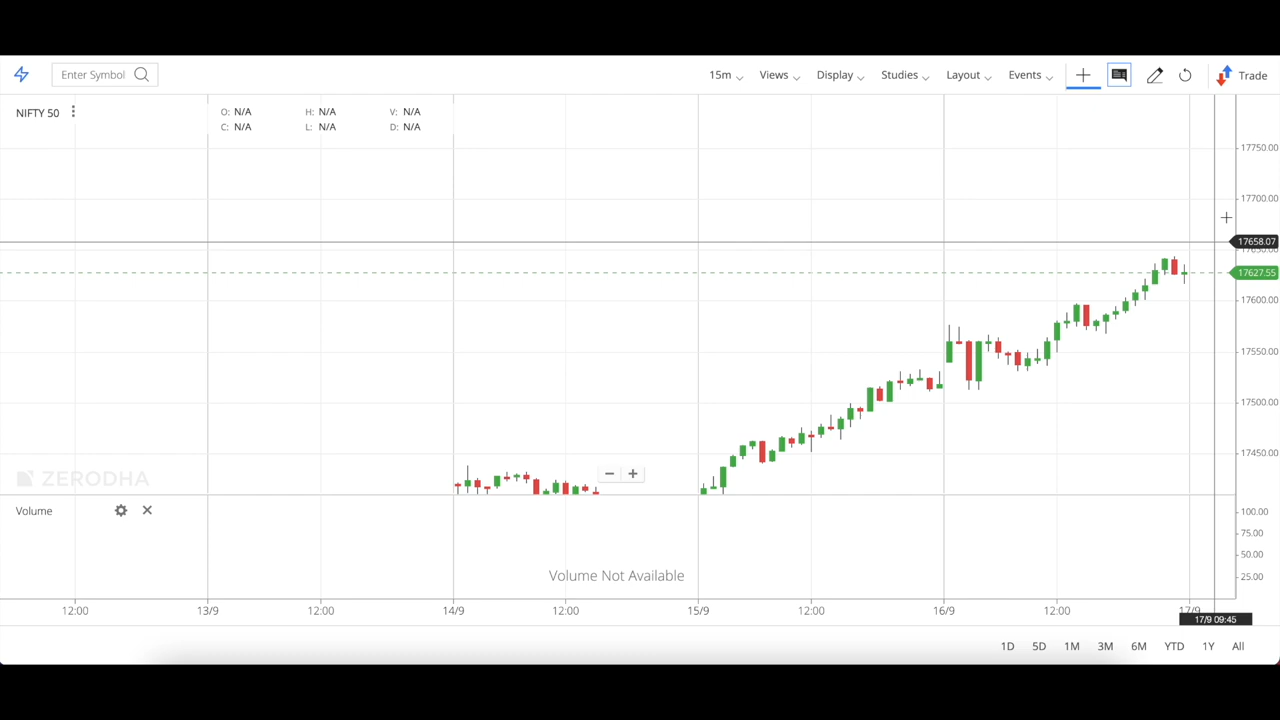 Enter Symbol
15m Views Display Studies Layout Events Trade
NIFTY 50
O: N/A H: N/A V: N/A
C: N/A L: N/A D: N/A
17750.00
17700.00
17658.07
17627.55
17600.00
17550.00
17500.00
17450.00
ZERODHA
Volume
100.00
75.00
50.00
25.00
Volume Not Available
12:00 13/9 12:00 14/9 12:00 15/9 12:00 16/9 12:00 17/9
17/9 09:45
1D 5D 1M 3M 6M YTD 1Y All